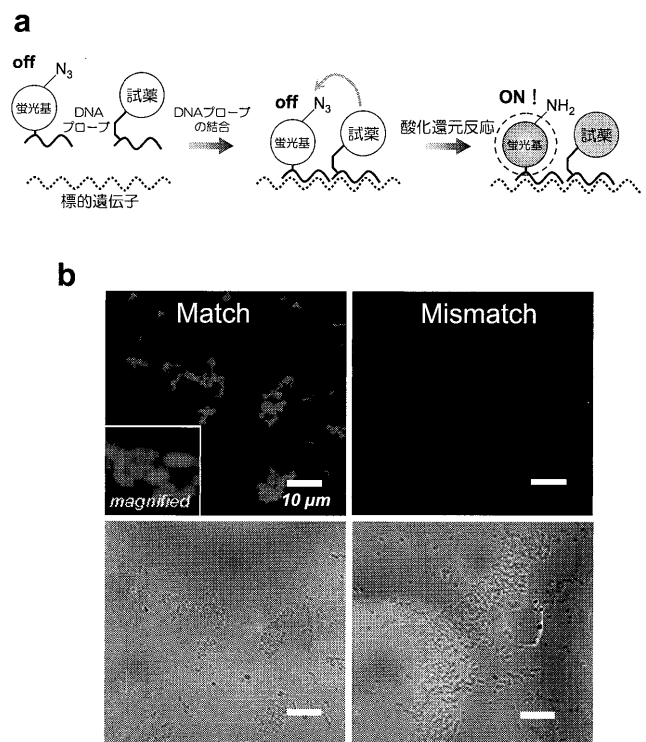 a
off
N₃
蛍光基
DNA
プローブ
試薬
標的遺伝子
DNAプローブ
の結合
off
N₃
蛍光基
試薬
酸化還元反応
ON！
NH₂
蛍光基
試薬
b
Match
Mismatch
magnified
10 μm